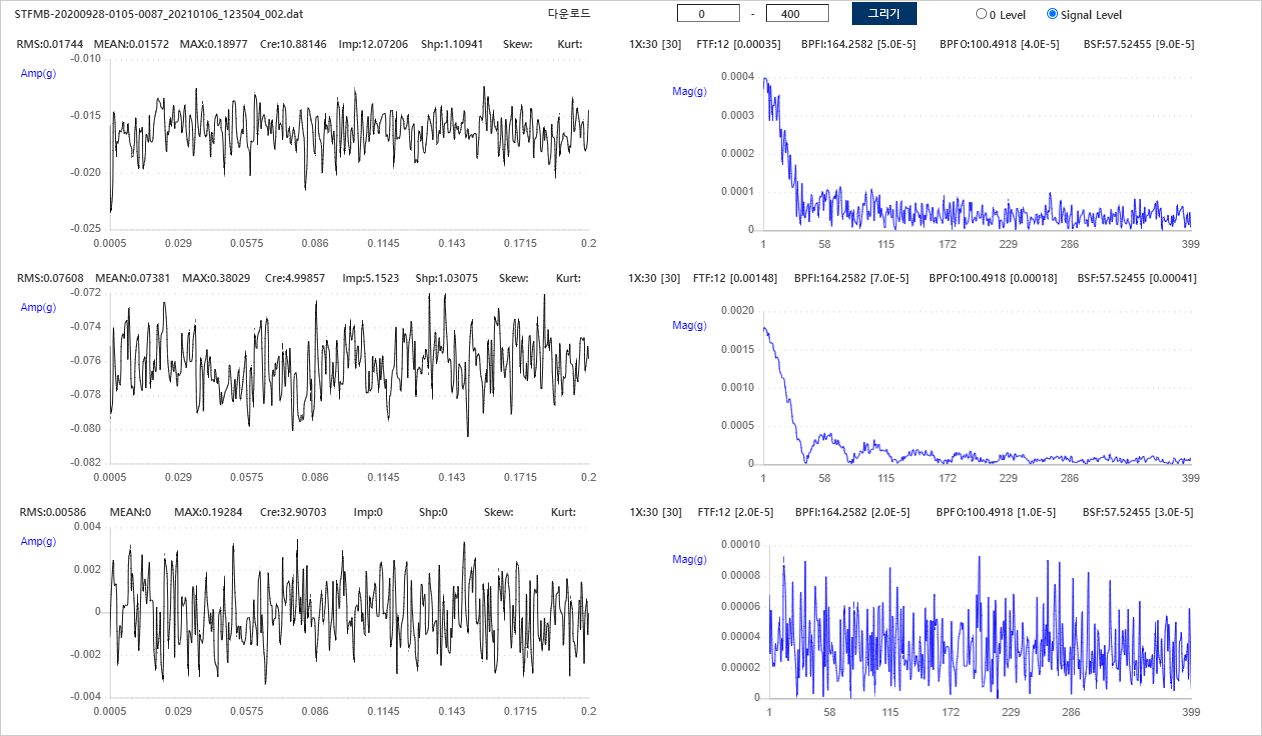 STFMB-20200928-0105-0087_20210106_123504_002.dat 다운로드 0 - 400 그리기 0 Level Signal Level
RMS:0.01744 MEAN:0.01572 MAX:0.18977 Cre:10.88146 Imp:12.07206 Shp:1.10941 Skew: Kurt:
-0.010
Amp(g)
-0.015
-0.020
-0.025
0.0005 0.029 0.0575 0.086 0.1145 0.143 0.1715 0.2
1X:30 [30] FTF:12 [0.00035] BPFI:164.2582 [5.0E-5] BPFO:100.4918 [4.0E-5] BSF:57.52455 [9.0E-5]
0.0004
Mag(g)
0.0003
0.0002
0.0001
0
1 58 115 172 229 286 399
RMS:0.07608 MEAN:0.07381 MAX:0.38029 Cre:4.99857 Imp:5.1523 Shp:1.03075 Skew: Kurt:
-0.072
Amp(g)
-0.074
-0.076
-0.078
-0.080
-0.082
0.0005 0.029 0.0575 0.086 0.1145 0.143 0.1715 0.2
1X:30 [30] FTF:12 [0.00148] BPFI:164.2582 [7.0E-5] BPFO:100.4918 [0.00018] BSF:57.52455 [0.00041]
0.0020
Mag(g)
0.0015
0.0010
0.0005
0
1 58 115 172 229 286 399
RMS:0.00586 MEAN:0 MAX:0.19284 Cre:32.90703 Imp:0 Shp:0 Skew: Kurt:
0.004
Amp(g)
0.002
0
-0.002
-0.004
0.0005 0.029 0.0575 0.086 0.1145 0.143 0.1715 0.2
1X:30 [30] FTF:12 [2.0E-5] BPFI:164.2582 [2.0E-5] BPFO:100.4918 [1.0E-5] BSF:57.52455 [3.0E-5]
0.00010
Mag(g)
0.00008
0.00006
0.00004
0.00002
0
1 58 115 172 229 286 399